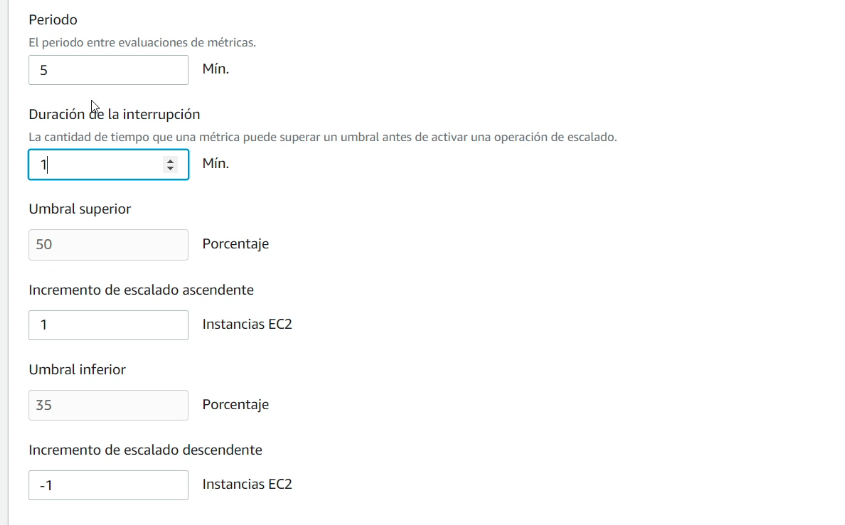 Periodo
El periodo entre evaluaciones de métricas.
5 Mín.
Duración de la interrupción
La cantidad de tiempo que una métrica puede superar un umbral antes de activar una operación de escalado.
1 Mín.
Umbral superior
50 Porcentaje
Incremento de escalado ascendente
1 Instancias EC2
Umbral inferior
35 Porcentaje
Incremento de escalado descendente
-1 Instancias EC2